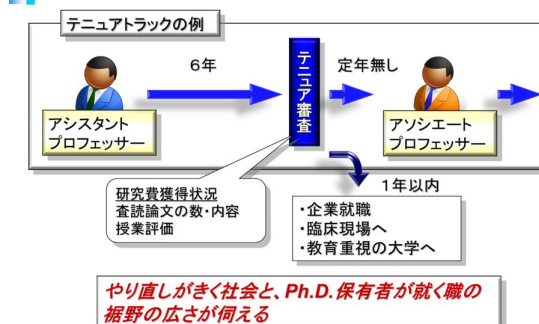 テニュアトラックの例
6年
テニュア審査
定年無し
アシスタント
プロフェッサー
アソシエート
プロフェッサー
研究費獲得状況
査読論文の数・内容
授業評価
1年以内
・企業就職
・臨床現場へ
・教育重視の大学へ
やり直しがきく社会と、Ph.D.保有者が就く職の
裾野の広さが伺える